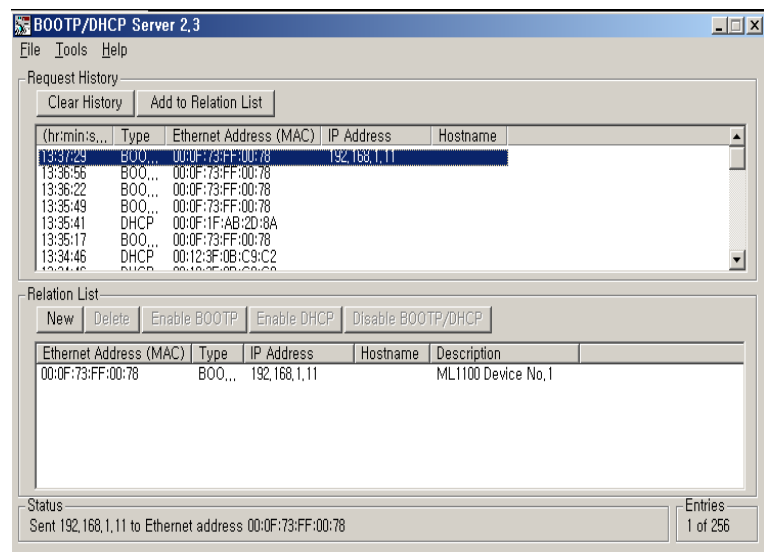 BOOTP/DHCP Server 2,3
File Tools Help
Request History
Clear History Add to Relation List
(hr:min:s... Type Ethernet Address (MAC) IP Address Hostname
13:37:29 BOO... 00:0F:73:FF:00:78 192,168,1,11
13:36:56 BOO... 00:0F:73:FF:00:78
13:36:22 BOO... 00:0F:73:FF:00:78
13:35:49 BOO... 00:0F:73:FF:00:78
13:35:41 DHCP 00:0F:1F:AB:2D:8A
13:35:17 BOO... 00:0F:73:FF:00:78
13:34:46 DHCP 00:12:3F:0B:C9:C2
Relation List
New Delete Enable BOOTP Enable DHCP Disable BOOTP/DHCP
Ethernet Address (MAC) Type IP Address Hostname Description
00:0F:73:FF:00:78 BOO... 192,168,1,11 ML1100 Device No,1
Status
Sent 192,168,1,11 to Ethernet address 00:0F:73:FF:00:78
Entries
1 of 256